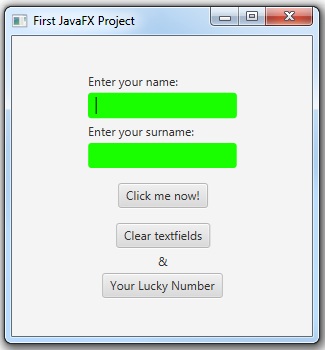 First JavaFX Project
Enter your name:
Enter your surname:
Click me now!
Clear textfields
&
Your Lucky Number